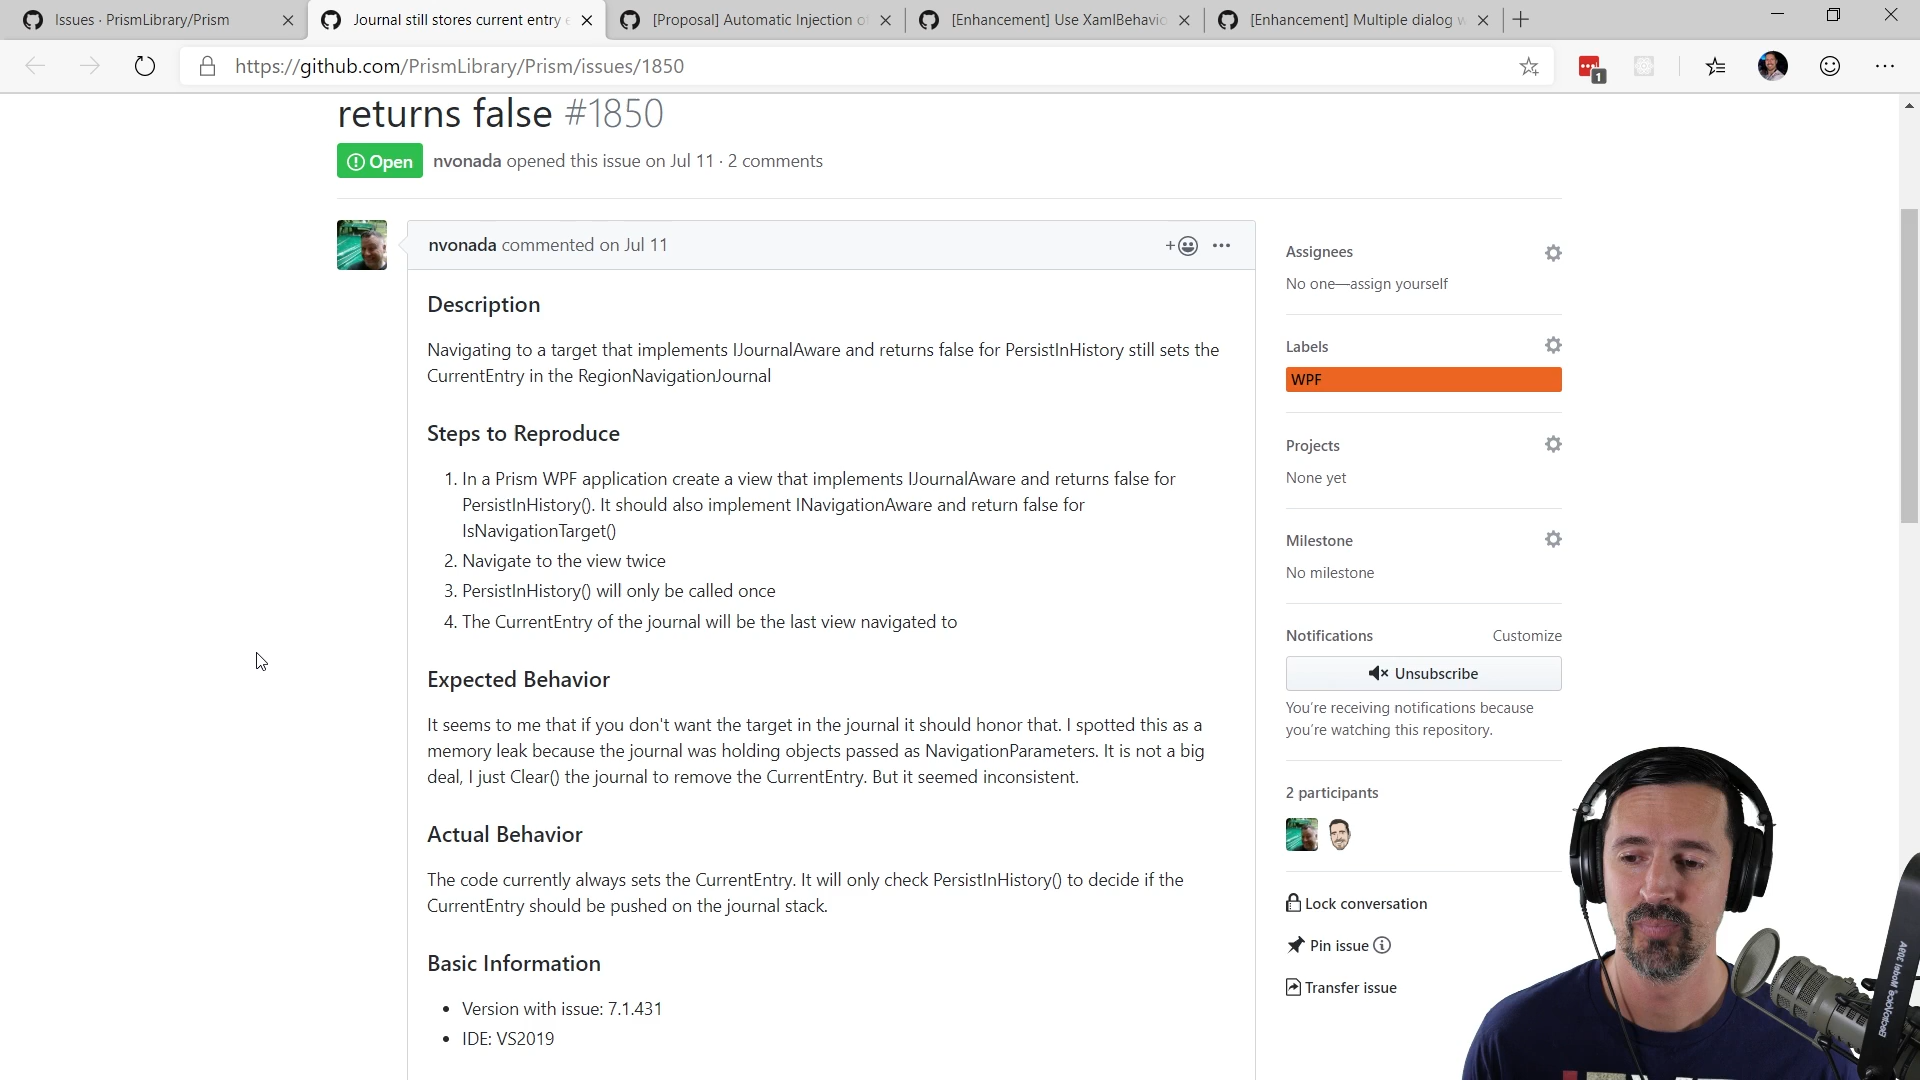 Issues · PrismLibrary/Prism
Journal still stores current entry
[Proposal] Automatic Injection of
[Enhancement] Use XamlBehavio
[Enhancement] Multiple dialog w
https://github.com/PrismLibrary/Prism/issues/1850
1
returns false #1850
Open
nvonada opened this issue on Jul 11 · 2 comments
nvonada commented on Jul 11
Description
Navigating to a target that implements IJournalAware and returns false for PersistInHistory still sets the
CurrentEntry in the RegionNavigationJournal
Steps to Reproduce
1. In a Prism WPF application create a view that implements IJournalAware and returns false for
PersistInHistory(). It should also implement INavigationAware and return false for
IsNavigationTarget()
2. Navigate to the view twice
3. PersistInHistory() will only be called once
4. The CurrentEntry of the journal will be the last view navigated to
Expected Behavior
It seems to me that if you don't want the target in the journal it should honor that. I spotted this as a
memory leak because the journal was holding objects passed as NavigationParameters. It is not a big
deal, I just Clear() the journal to remove the CurrentEntry. But it seemed inconsistent.
Actual Behavior
The code currently always sets the CurrentEntry. It will only check PersistInHistory() to decide if the
CurrentEntry should be pushed on the journal stack.
Basic Information
• Version with issue: 7.1.431
• IDE: VS2019
Assignees
No one—assign yourself
Labels
WPF
Projects
None yet
Milestone
No milestone
Notifications
Customize
Unsubscribe
You're receiving notifications because
you're watching this repository.
2 participants
Lock conversation
Pin issue
Transfer issue